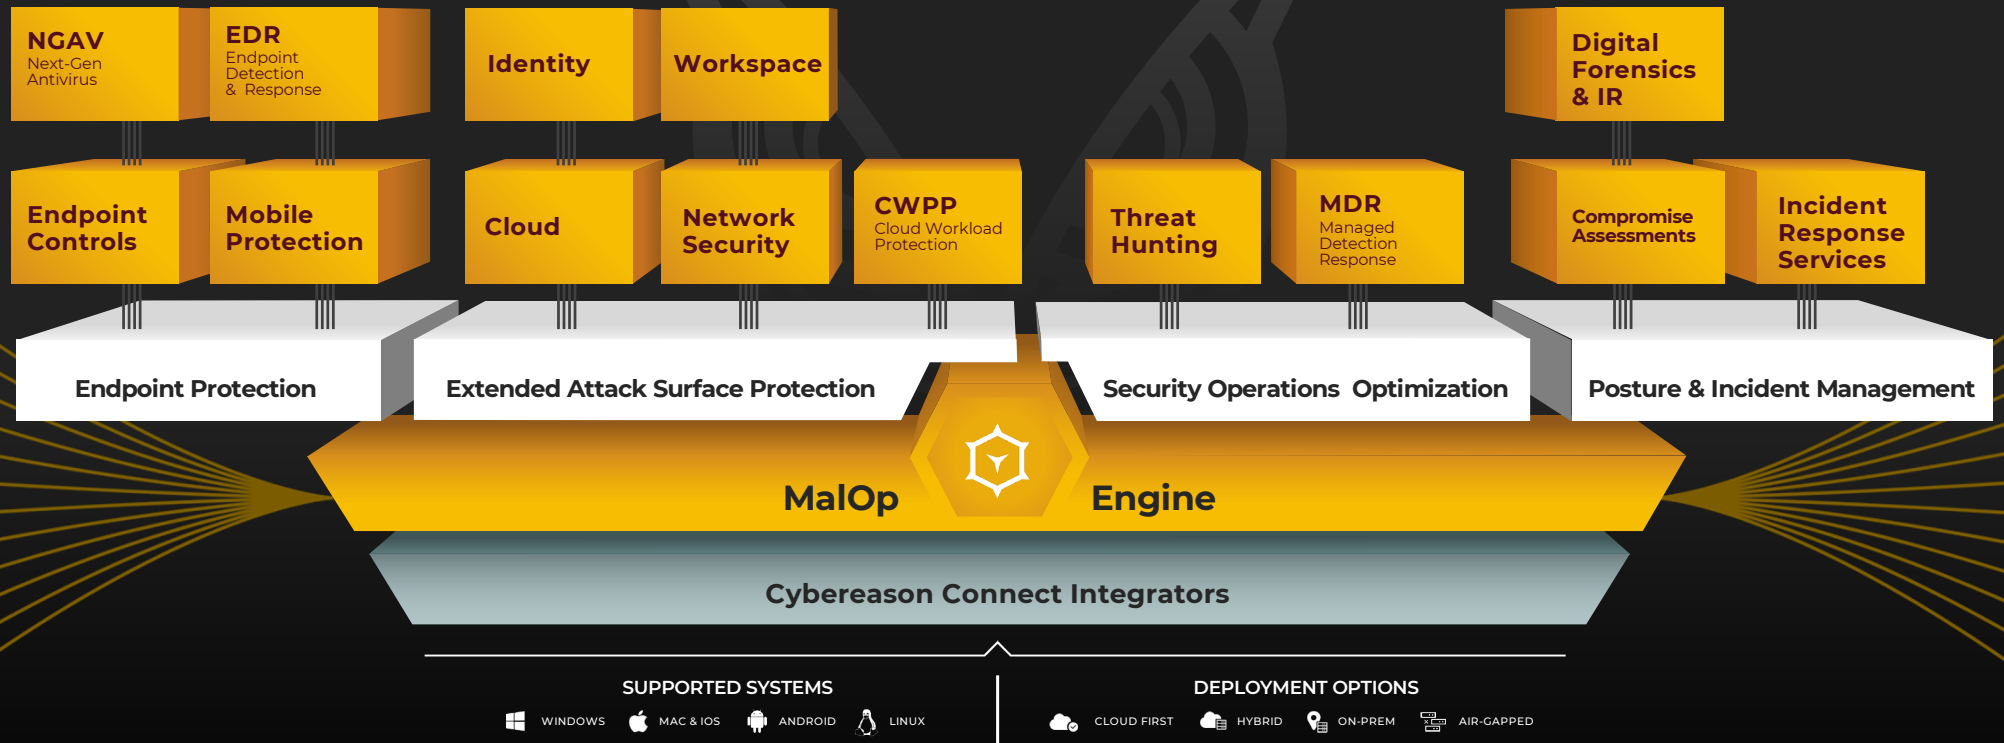 NGAV
Next-Gen
Antivirus
EDR
Endpoint
Detection
& Response
Identity
Workspace
Digital
Forensics
& IR
Endpoint
Controls
Mobile
Protection
Cloud
Network
Security
CWPP
Cloud Workload
Protection
Threat
Hunting
MDR
Managed
Detection
Response
Compromise
Assessments
Incident
Response
Services
Endpoint Protection
Extended Attack Surface Protection
Security Operations Optimization
Posture & Incident Management
MalOp Engine
Cybereason Connect Integrators
SUPPORTED SYSTEMS
WINDOWS MAC & IOS ANDROID LINUX
DEPLOYMENT OPTIONS
CLOUD FIRST HYBRID ON-PREM AIR-GAPPED